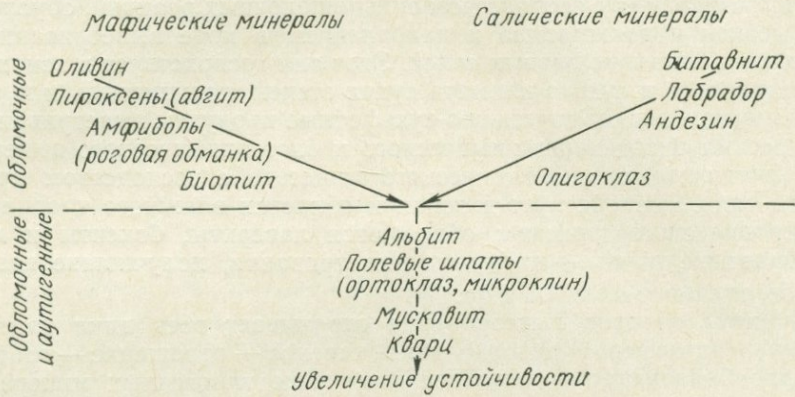 Мафические минералы
Салические минералы
Обломочные
Оливин
Пироксены (авгит)
Амфиболы
(роговая обманка)
Биотит
Битавнит
Лабрадор
Андезин
Олигоклаз
Обломочные
и аутигенные
Альбит
Полевые шпаты
(ортоклаз, микроклин)
Мусковит
Кварц
Увеличение устойчивости